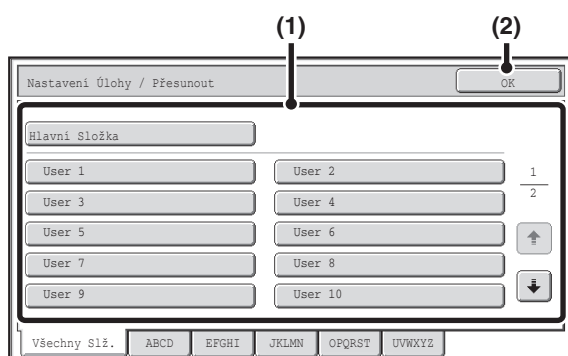 (1) (2)
Nastavení Úlohy / Přesunout OK
Hlavní Složka
User 1 User 2 1
User 3 User 4 2
User 5 User 6
User 7 User 8
User 9 User 10
Všechny Slž. ABCD EFGHI JKLMN OPQRST UVWXYZ